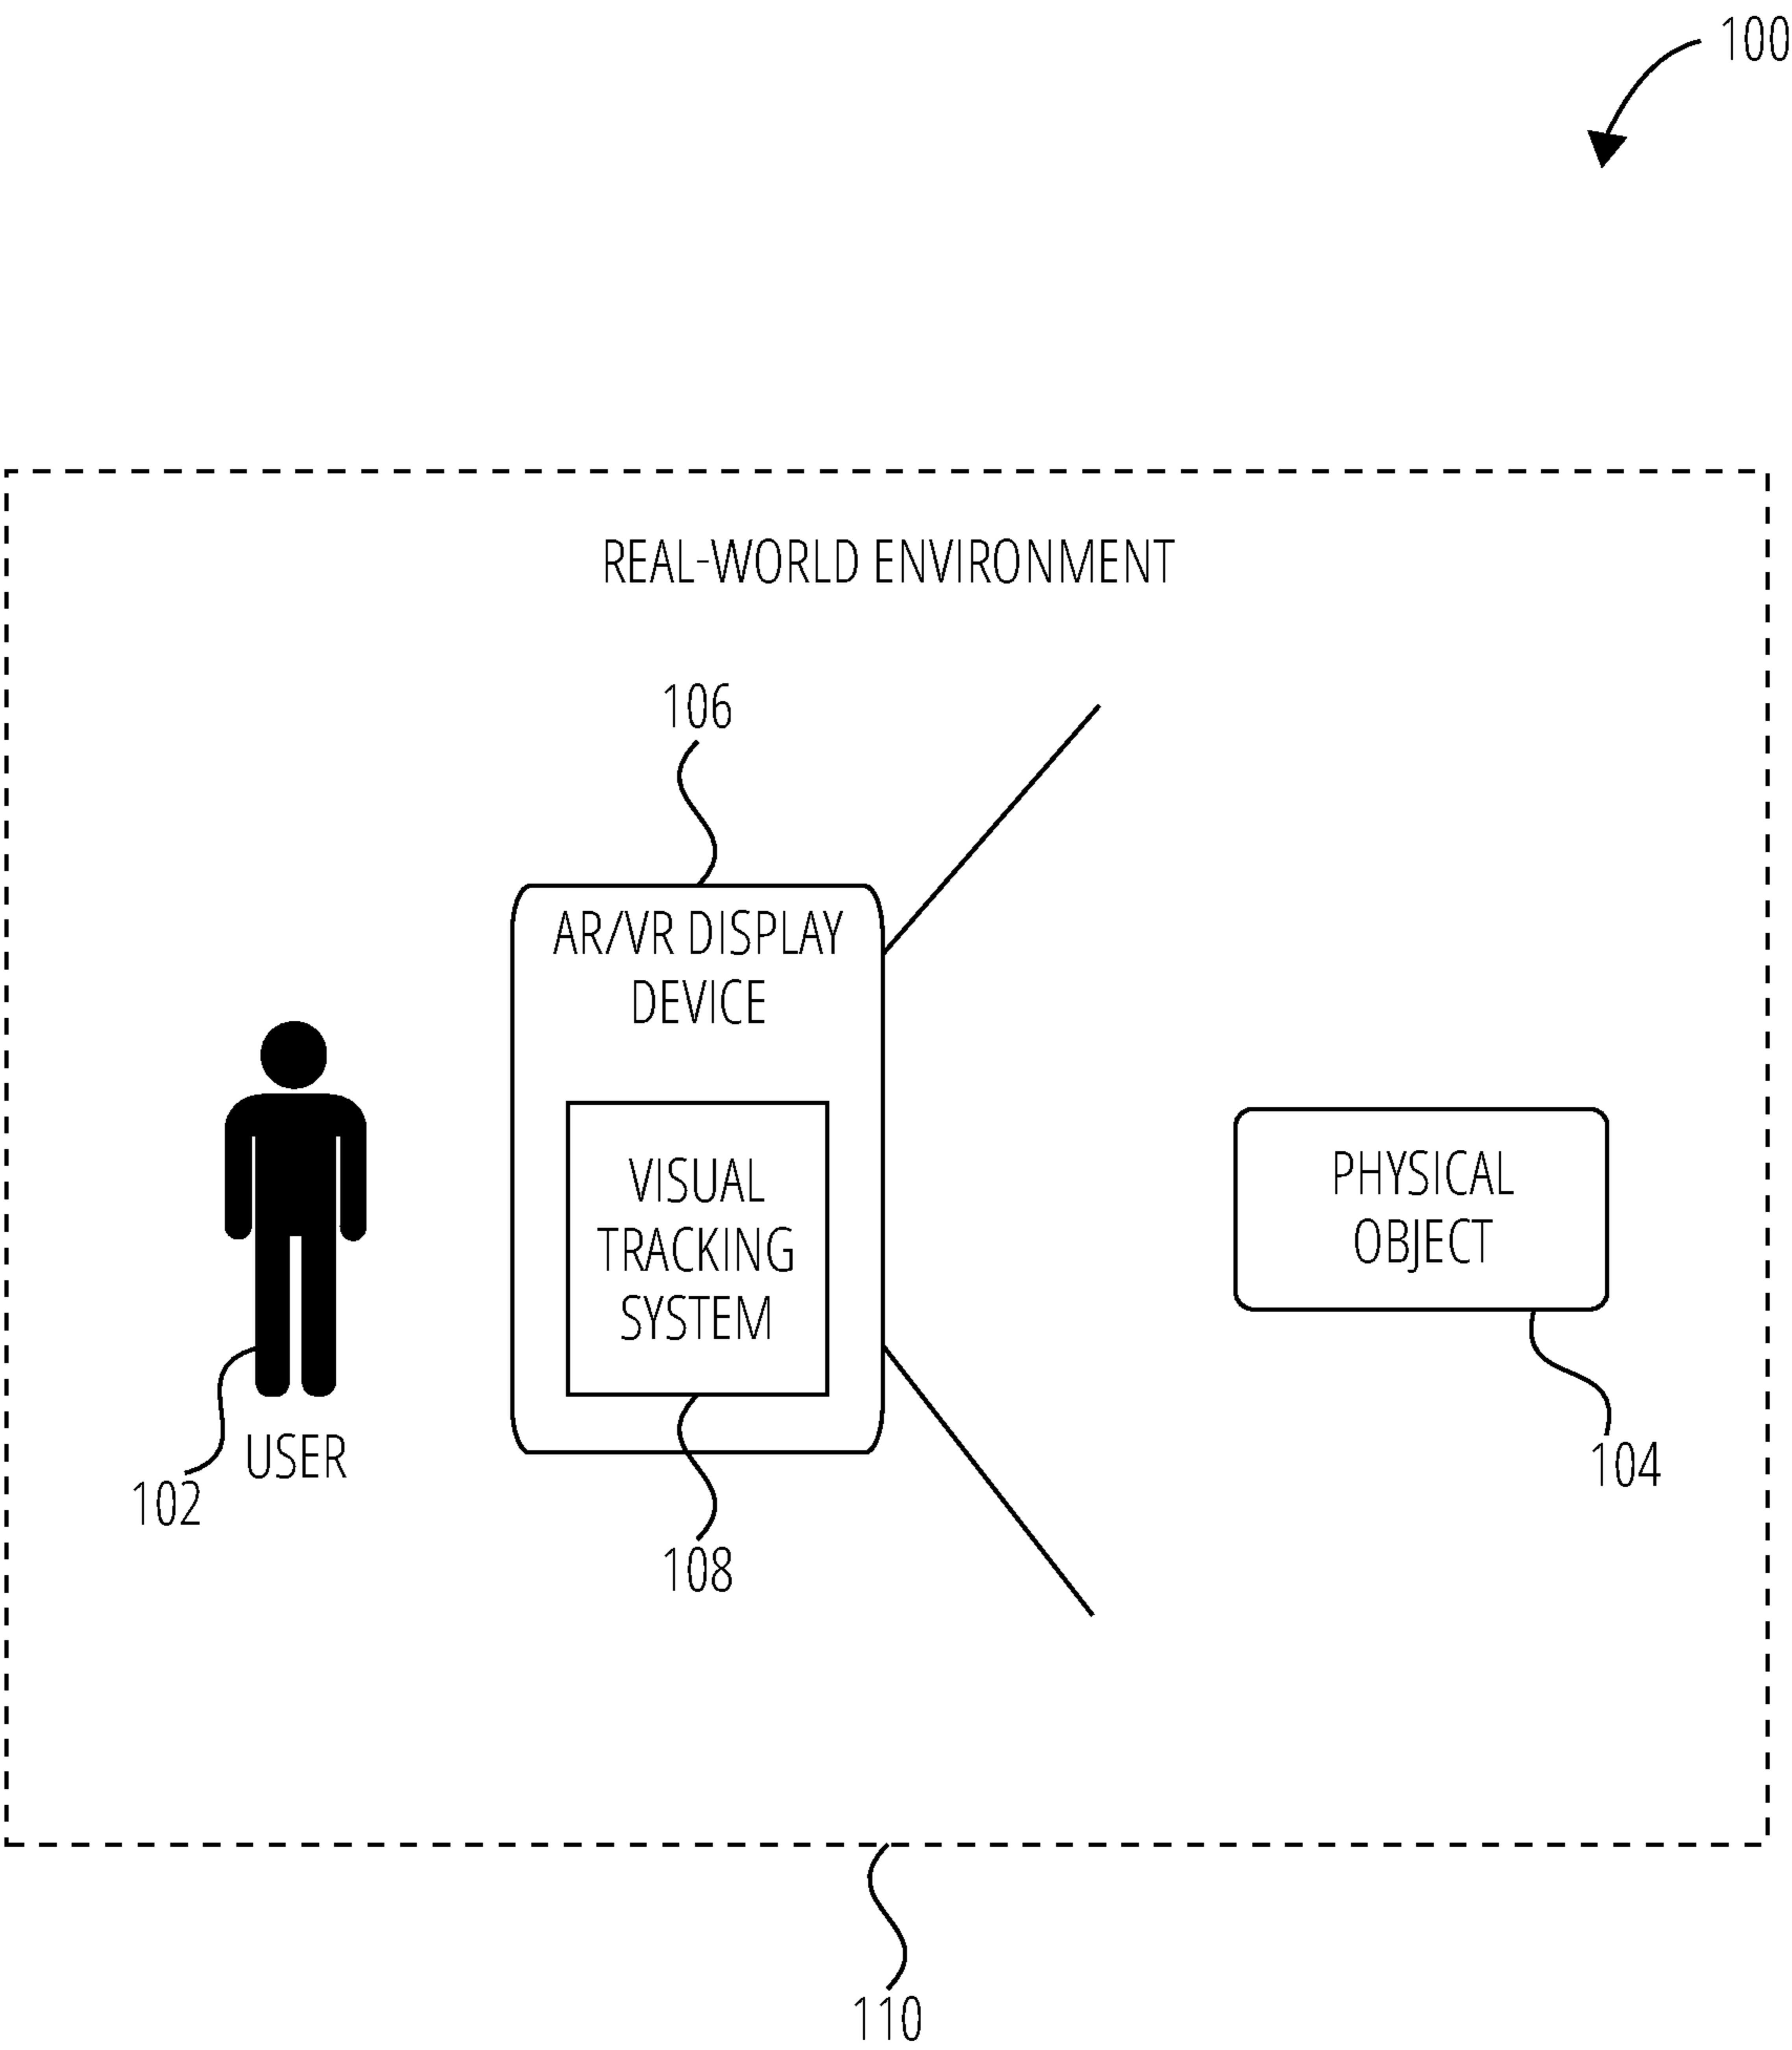 100
REAL-WORLD ENVIRONMENT
106
AR/VR DISPLAY
DEVICE
VISUAL
TRACKING
SYSTEM
PHYSICAL
OBJECT
USER
102
104
108
110